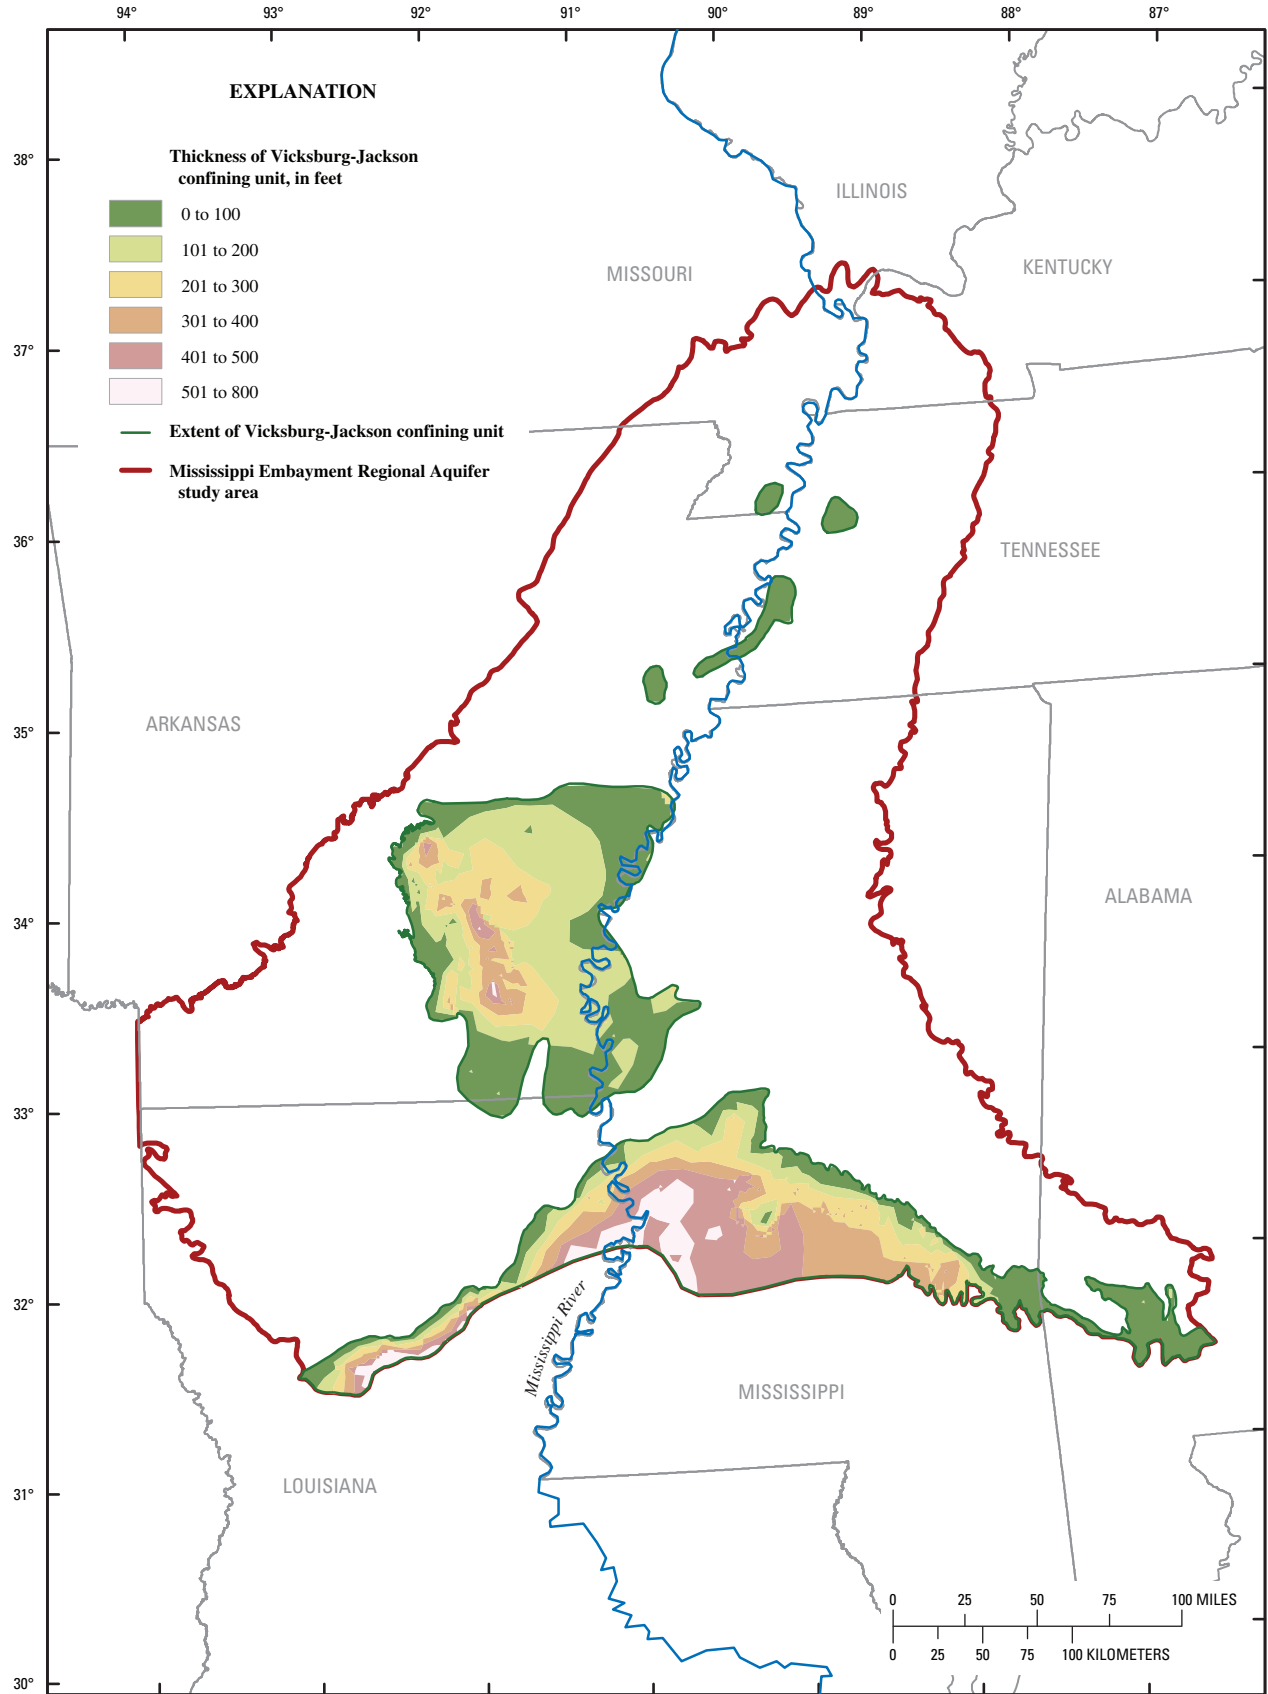 94° 93° 92° 91° 90° 89° 88° 87°
EXPLANATION
Thickness of Vicksburg-Jackson
confining unit, in feet
0 to 100
101 to 200
201 to 300
301 to 400
401 to 500
501 to 800
Extent of Vicksburg-Jackson confining unit
Mississippi Embayment Regional Aquifer
study area
38°
37°
36°
35°
34°
33°
32°
31°
30°
ILLINOIS
MISSOURI
KENTUCKY
TENNESSEE
ARKANSAS
ALABAMA
Mississippi River
MISSISSIPPI
LOUISIANA
0 25 50 75 100 MILES
0 25 50 75 100 KILOMETERS